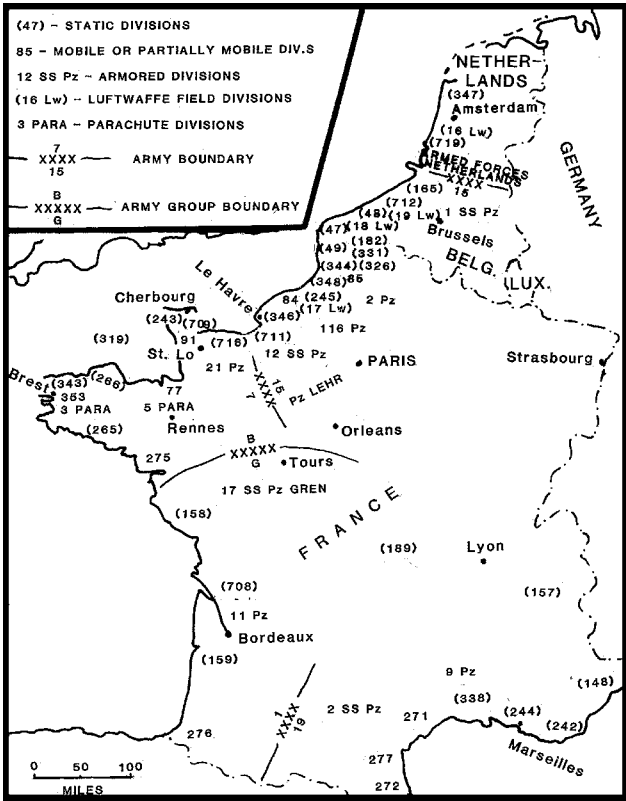 (47) - STATIC DIVISIONS
85 - MOBILE OR PARTIALLY MOBILE DIV.S
12 SS Pz - ARMORED DIVISIONS
(16 Lw) - LUFTWAFFE FIELD DIVISIONS
3 PARA - PARACHUTE DIVISIONS
7
XXXX
15
ARMY BOUNDARY
B
XXXXX
G
ARMY GROUP BOUNDARY
NETHER-
LANDS
(347)
Amsterdam
(16 Lw)
(719)
ARMED FORCES
NETHERLANDS
XXXX
15
GERMANY
(165)
(712)
(48)
(19 Lw)
1 SS Pz
(47)
(18 Lw)
Brussels
(49)
(182)
(331)
BELG.
(344)
(326)
LUX.
(348)
85
Le Havre
84
(245)
2 Pz
(17 Lw)
(346)
Cherbourg
(243)
(709)
(319)
91
(716)
(711)
116 Pz
St. Lo
12 SS Pz
21 Pz
PARIS
Strasbourg
15
XXXX
7
Pz LEHR
Brest
(343)
(266)
353
3 PARA
77
5 PARA
Rennes
(265)
Orleans
275
B
XXXXX
G
Tours
17 SS Pz GREN
(158)
FRANCE
(189)
Lyon
(157)
(708)
11 Pz
Bordeaux
(159)
9 Pz
(148)
(338)
(244)
(242)
1
XXXX
19
2 SS Pz
271
276
Marseilles
277
272
0 50 100
MILES